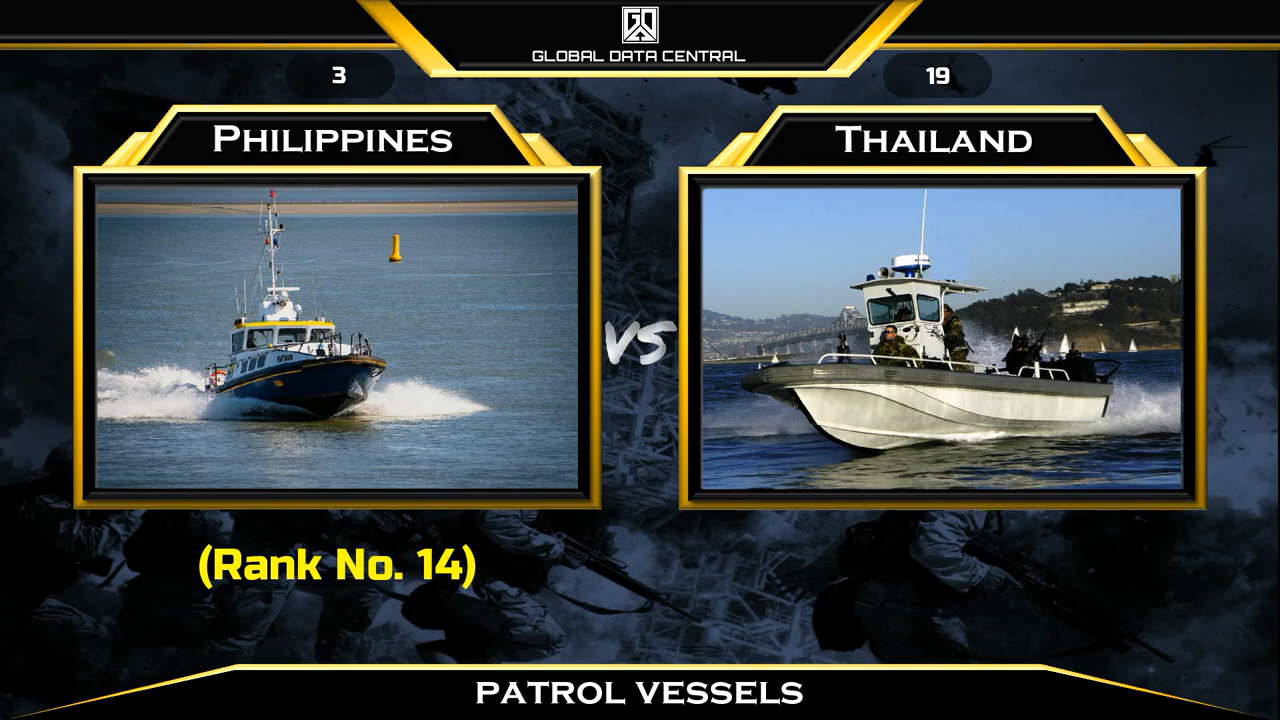 GLOBAL DATA CENTRAL
3
19
PHILIPPINES
THAILAND
VS
(Rank No. 14)
PATROL VESSELS